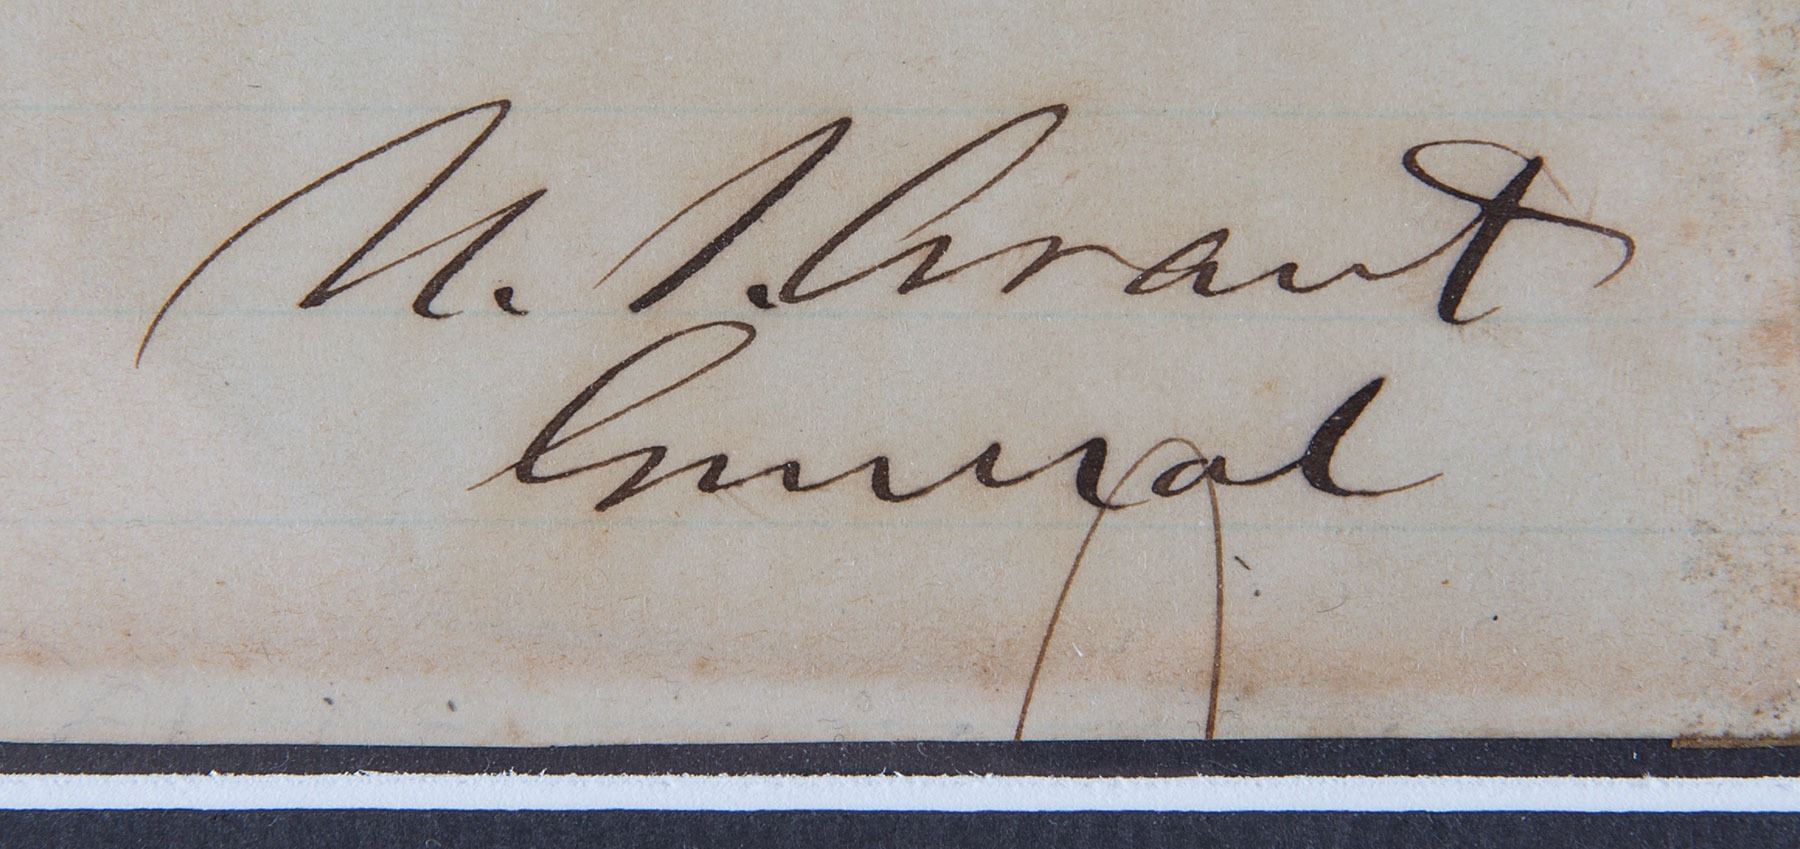 U. S. Grant
General